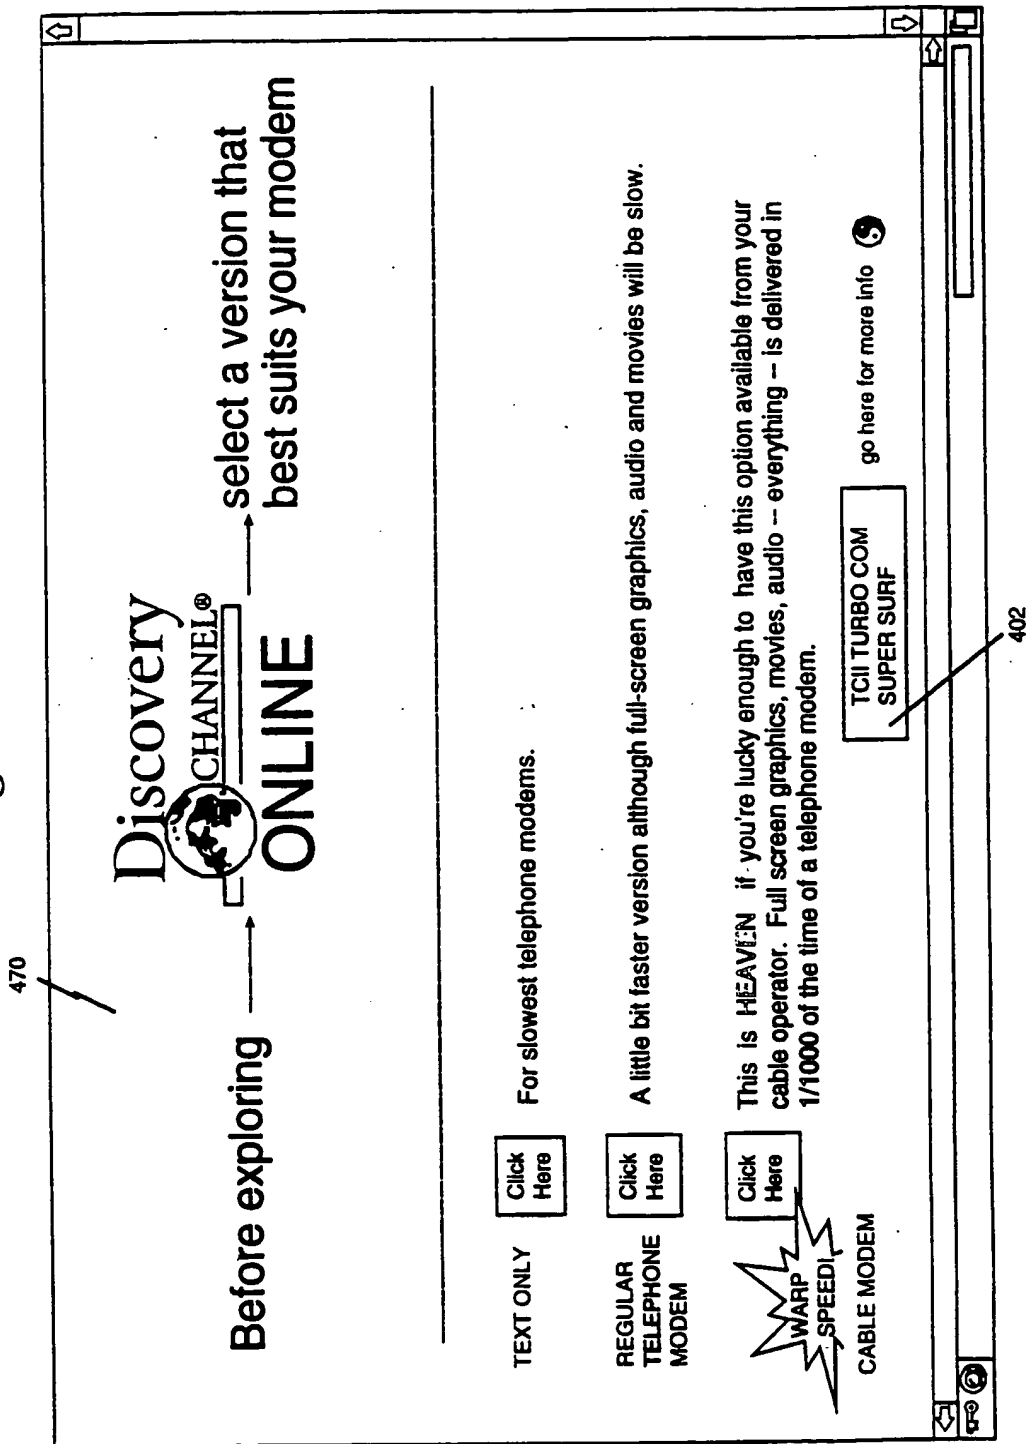 470
Before exploring
Discovery
CHANNEL®
ONLINE
select a version that
best suits your modem
TEXT ONLY
Click
Here
For slowest telephone modems.
REGULAR
TELEPHONE
MODEM
Click
Here
A little bit faster version although full-screen graphics, audio and movies will be slow.
WARP
SPEED!
CABLE MODEM
Click
Here
This is HEAVEN if you're lucky enough to have this option available from your
cable operator. Full screen graphics, movies, audio -- everything -- is delivered in
1/1000 of the time of a telephone modem.
TCII TURBO COM
SUPER SURF
go here for more info
402